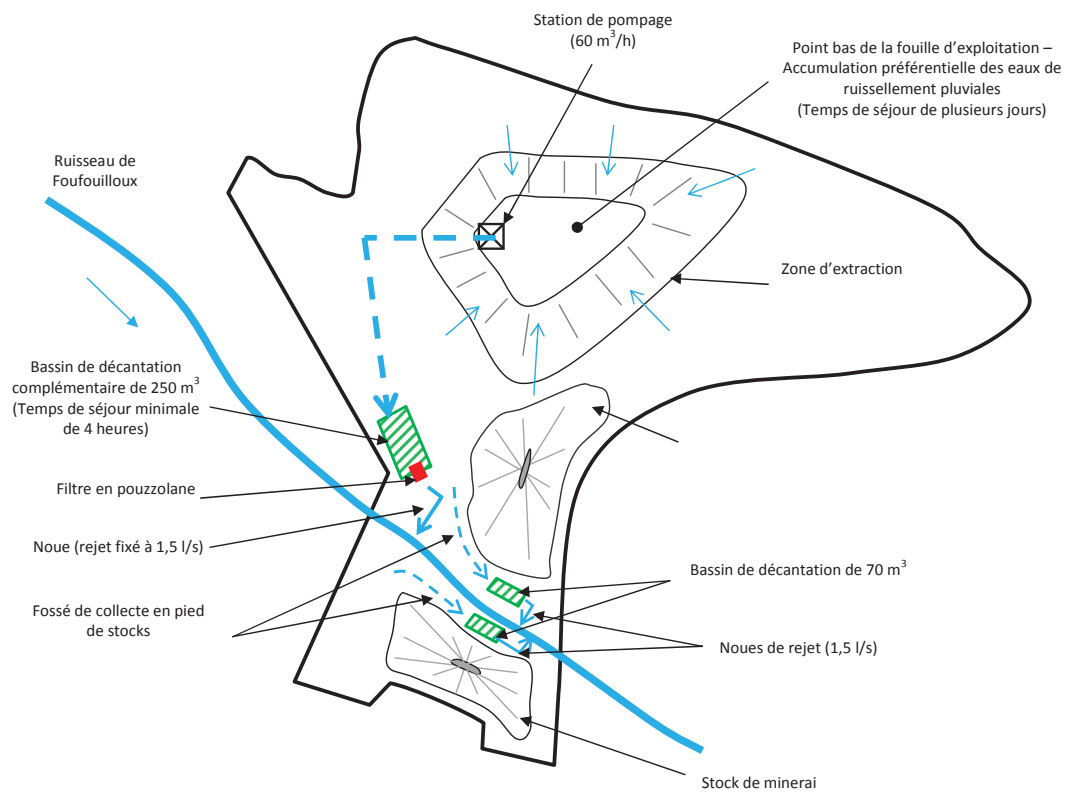 Station de pompage
(60 m³/h)
Point bas de la fouille d'exploitation –
Accumulation préférentielle des eaux de
ruissellement pluviales
(Temps de séjour de plusieurs jours)
Ruisseau de
Foufouilloux
Zone d'extraction
Bassin de décantation
complémentaire de 250 m³
(Temps de séjour minimale
de 4 heures)
Filtre en pouzzolane
Noue (rejet fixé à 1,5 l/s)
Bassin de décantation de 70 m³
Fossé de collecte en pied
de stocks
Noues de rejet (1,5 l/s)
Stock de minerai